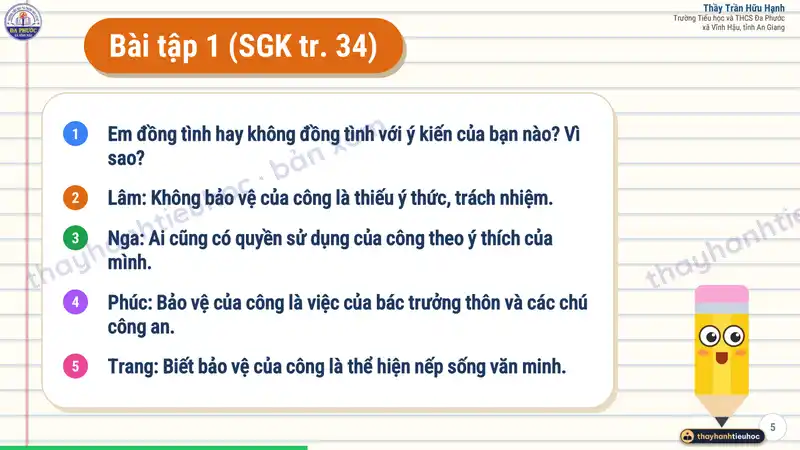 Thầy Trần Hữu Hạnh
Trường Tiểu học và THCS Đa Phước
xã Vĩnh Hậu, tỉnh An Giang
ĐA PHƯỚC
Bài tập 1 (SGK tr. 34)
1 Em đồng tình hay không đồng tình với ý kiến của bạn nào? Vì
sao?
2 Lâm: Không bảo vệ của công là thiếu ý thức, trách nhiệm.
3 Nga: Ai cũng có quyền sử dụng của công theo ý thích của
mình.
4 Phúc: Bảo vệ của công là việc của bác trưởng thôn và các chú
công an.
5 Trang: Biết bảo vệ của công là thể hiện nếp sống văn minh.
thayhanhtieuhoc · bản xem
thayhanhtieuhoc
5